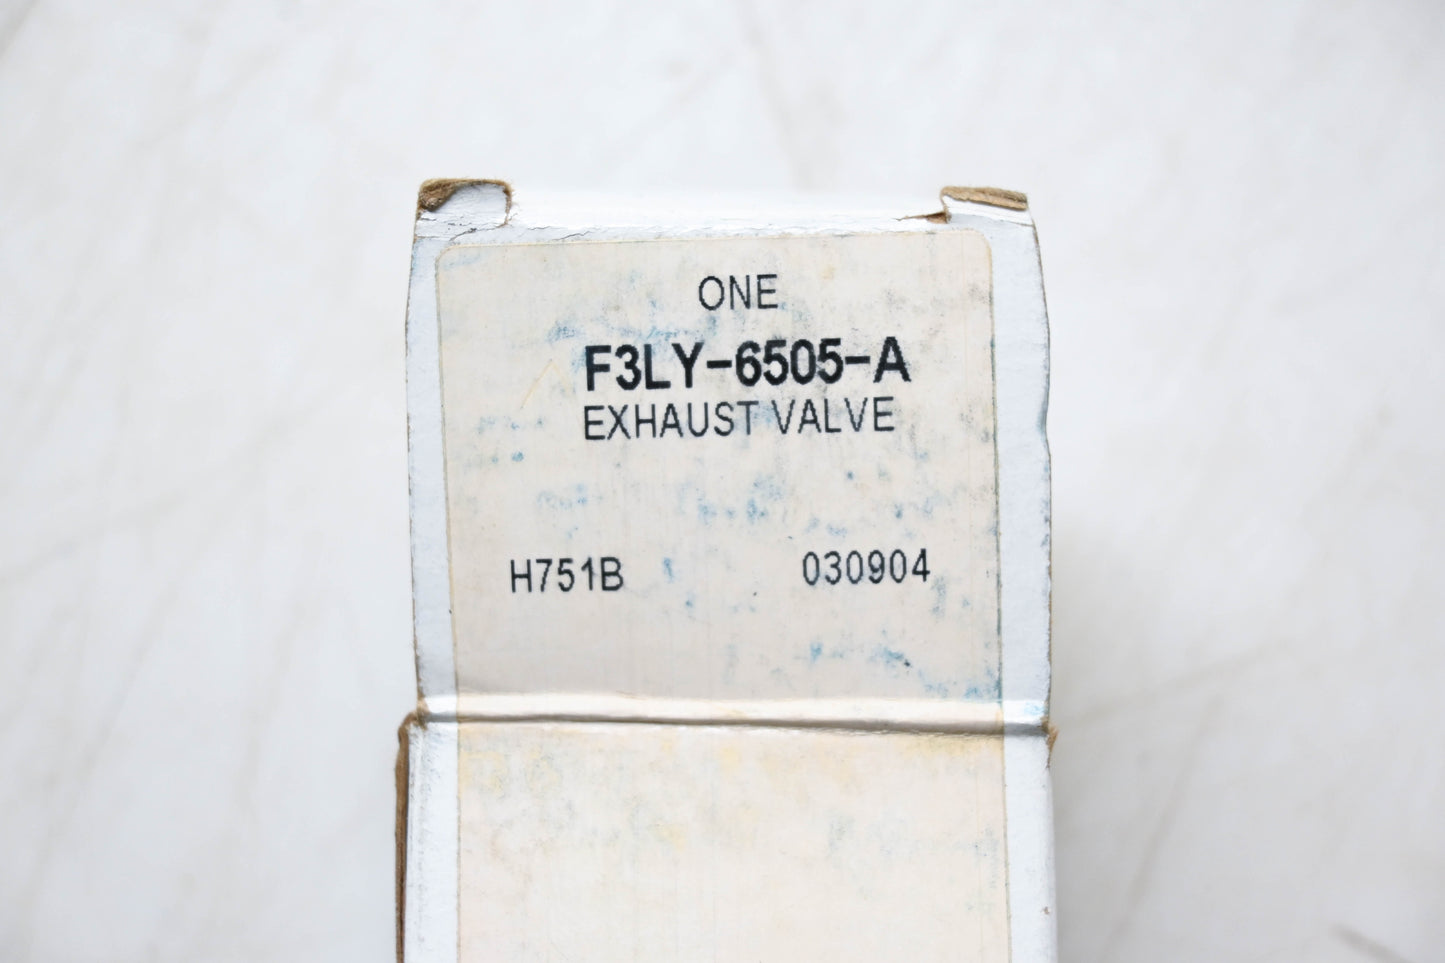 ONE
F3LY-6505-A
EXHAUST VALVE
H751B 030904